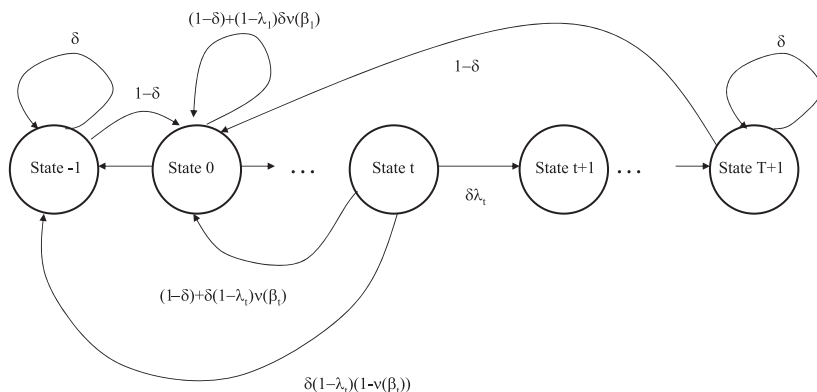 (1−δ)+(1−λ₁)δν(β₁)
δ
δ
1−δ
1−δ
State -1
State 0
...
State t
State t+1
...
State T+1
δλₜ
(1−δ)+δ(1−λₜ)ν(βₜ)
δ(1−λₜ)(1-ν(βₜ))